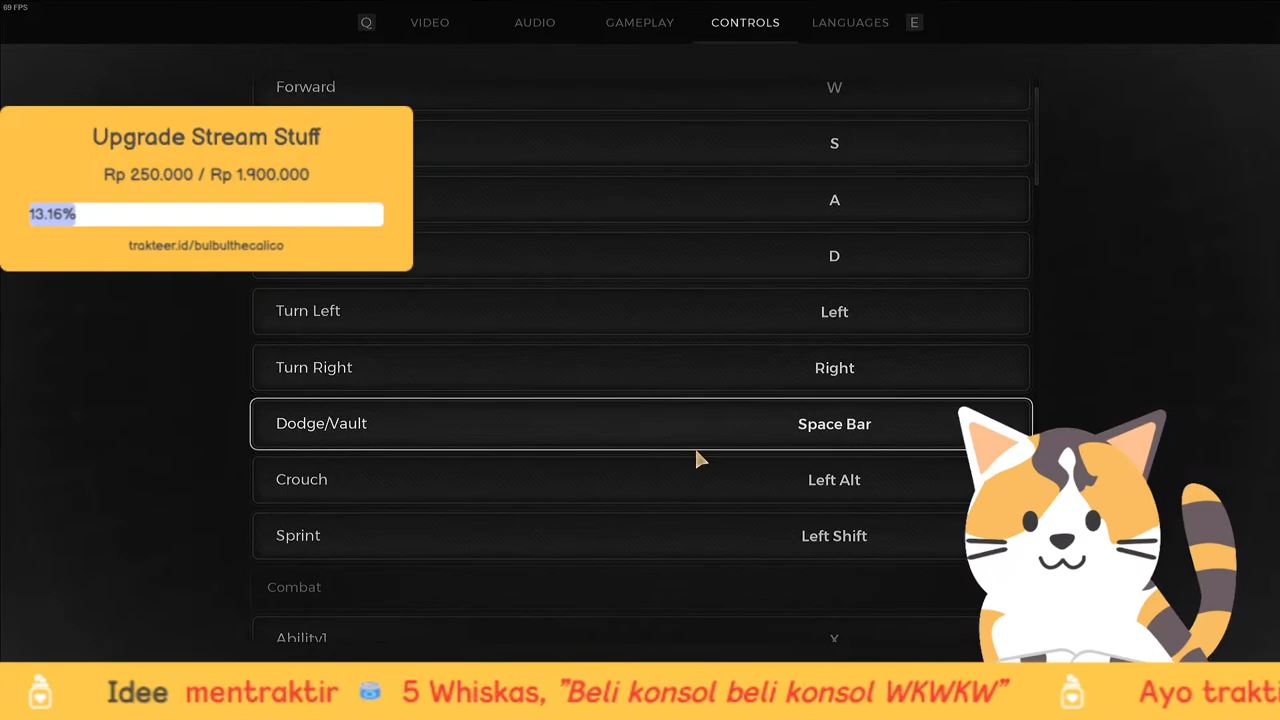 69 FPS
Q VIDEO AUDIO GAMEPLAY CONTROLS LANGUAGES E
Forward W
Upgrade Stream Stuff
Rp 250.000 / Rp 1.900.000
13.16%
trakteer.id/bulbulthecalico
S
A
D
Turn Left Left
Turn Right Right
Dodge/Vault Space Bar
Crouch Left Alt
Sprint Left Shift
Combat
Ability1 X
Idee mentraktir 5 Whiskas, "Beli konsol beli konsol WKWKW" Ayo trakti